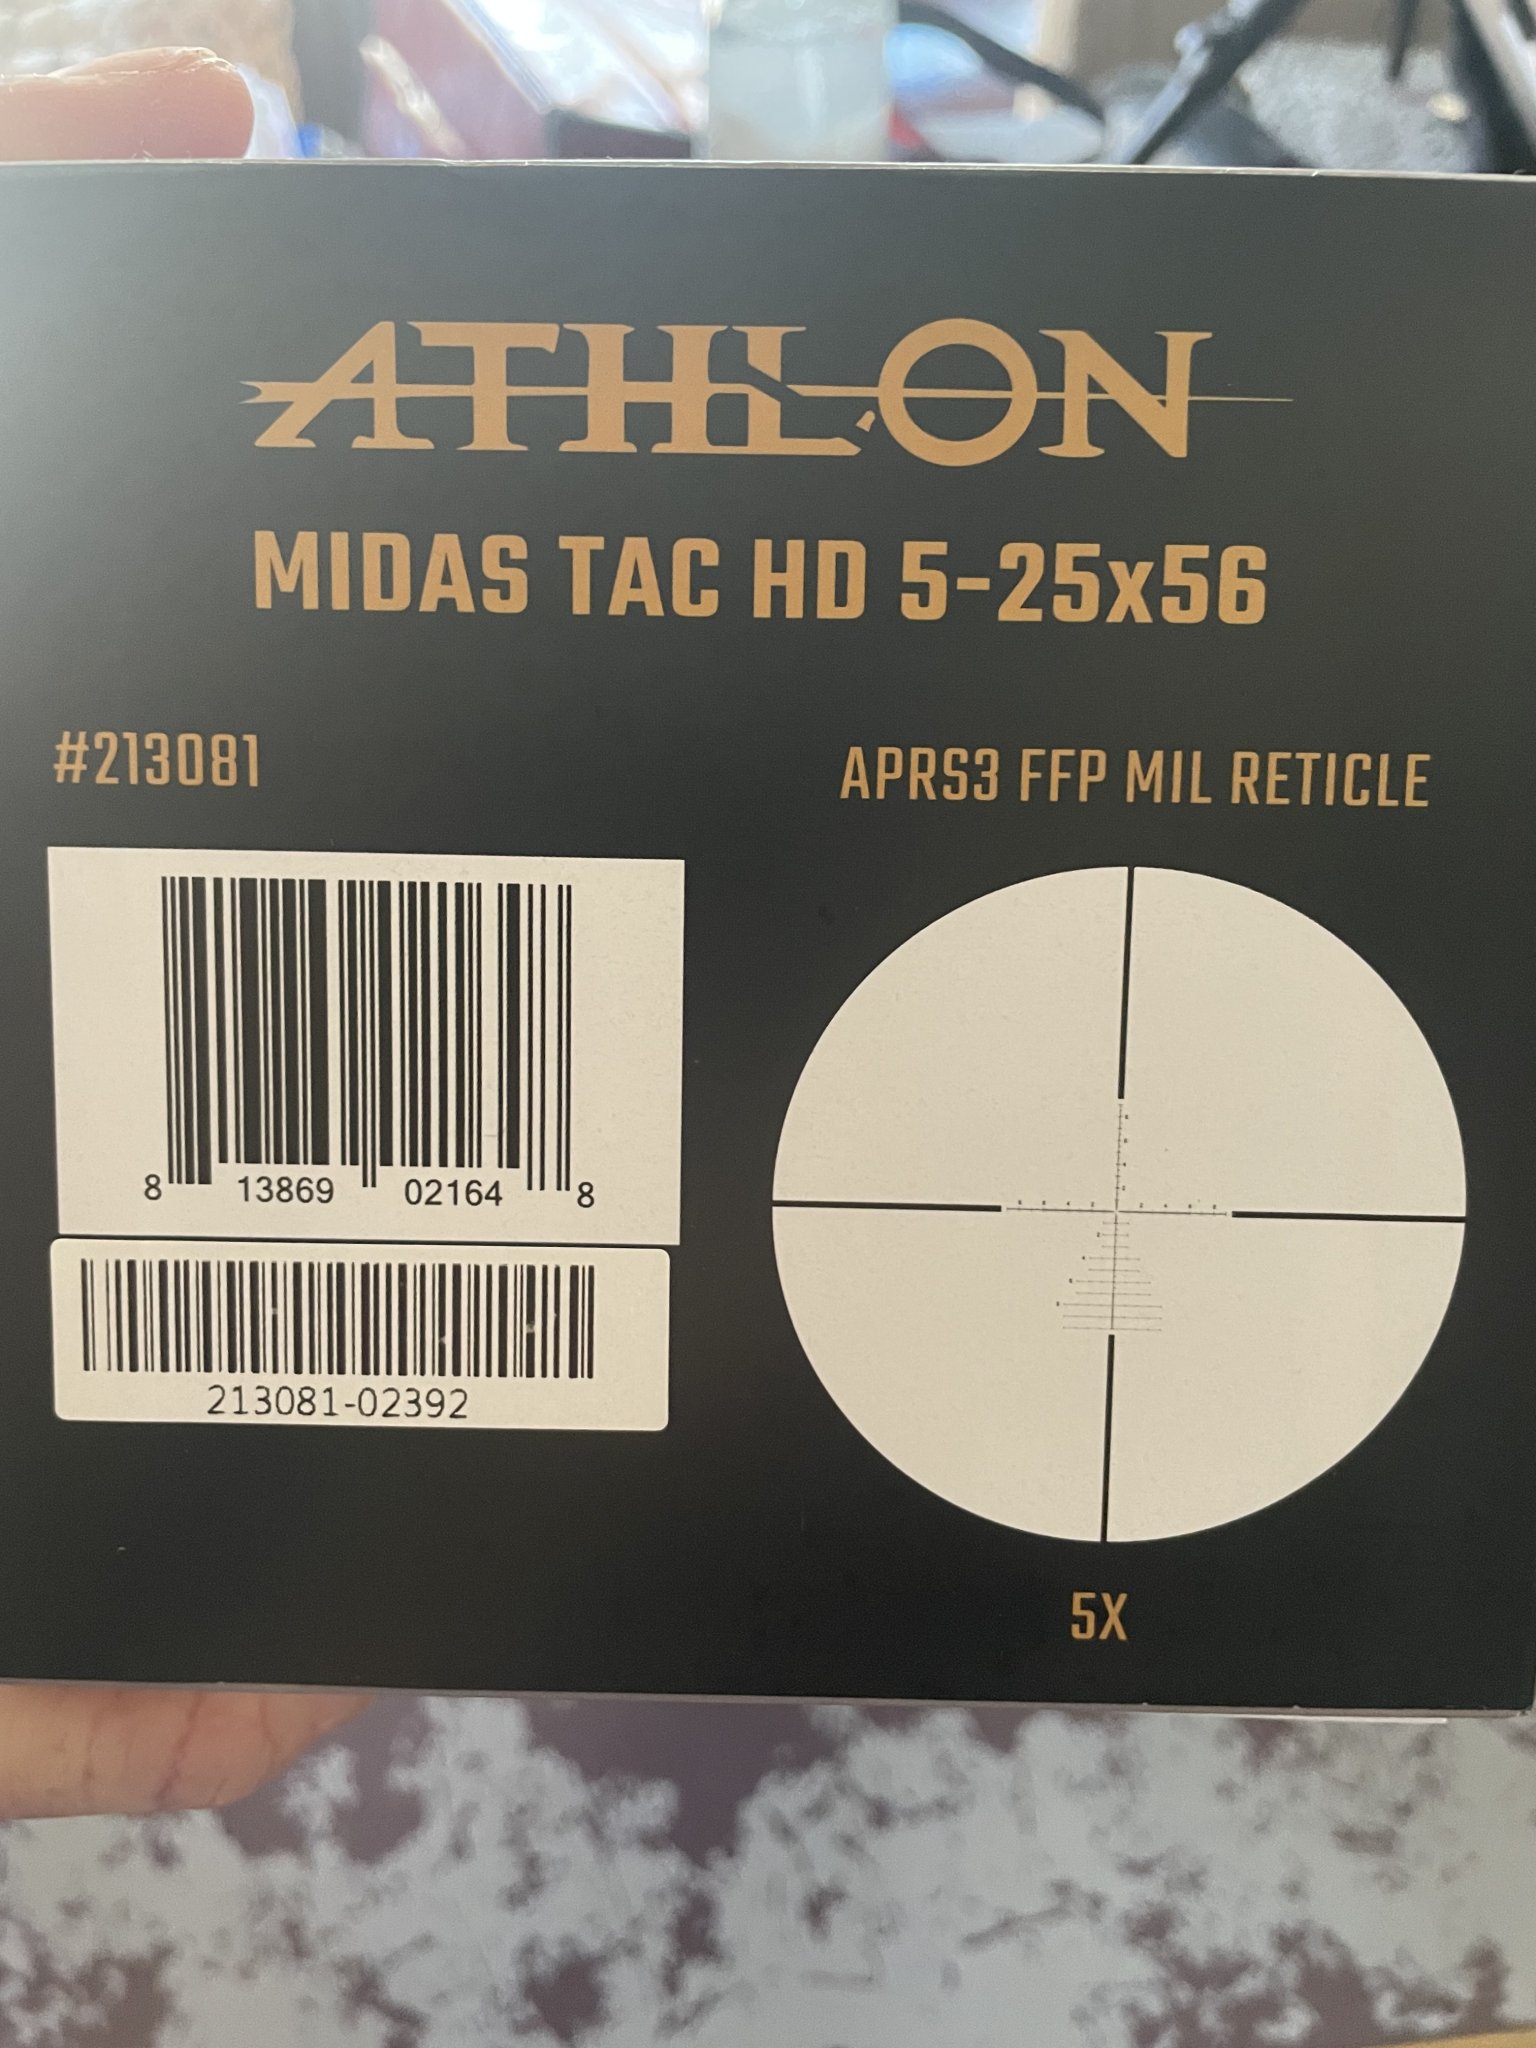 ATHLON
MIDAS TAC HD 5-25x56
#213081
APRS3 FFP MIL RETICLE
8 13869 02164 8
213081-02392
5X